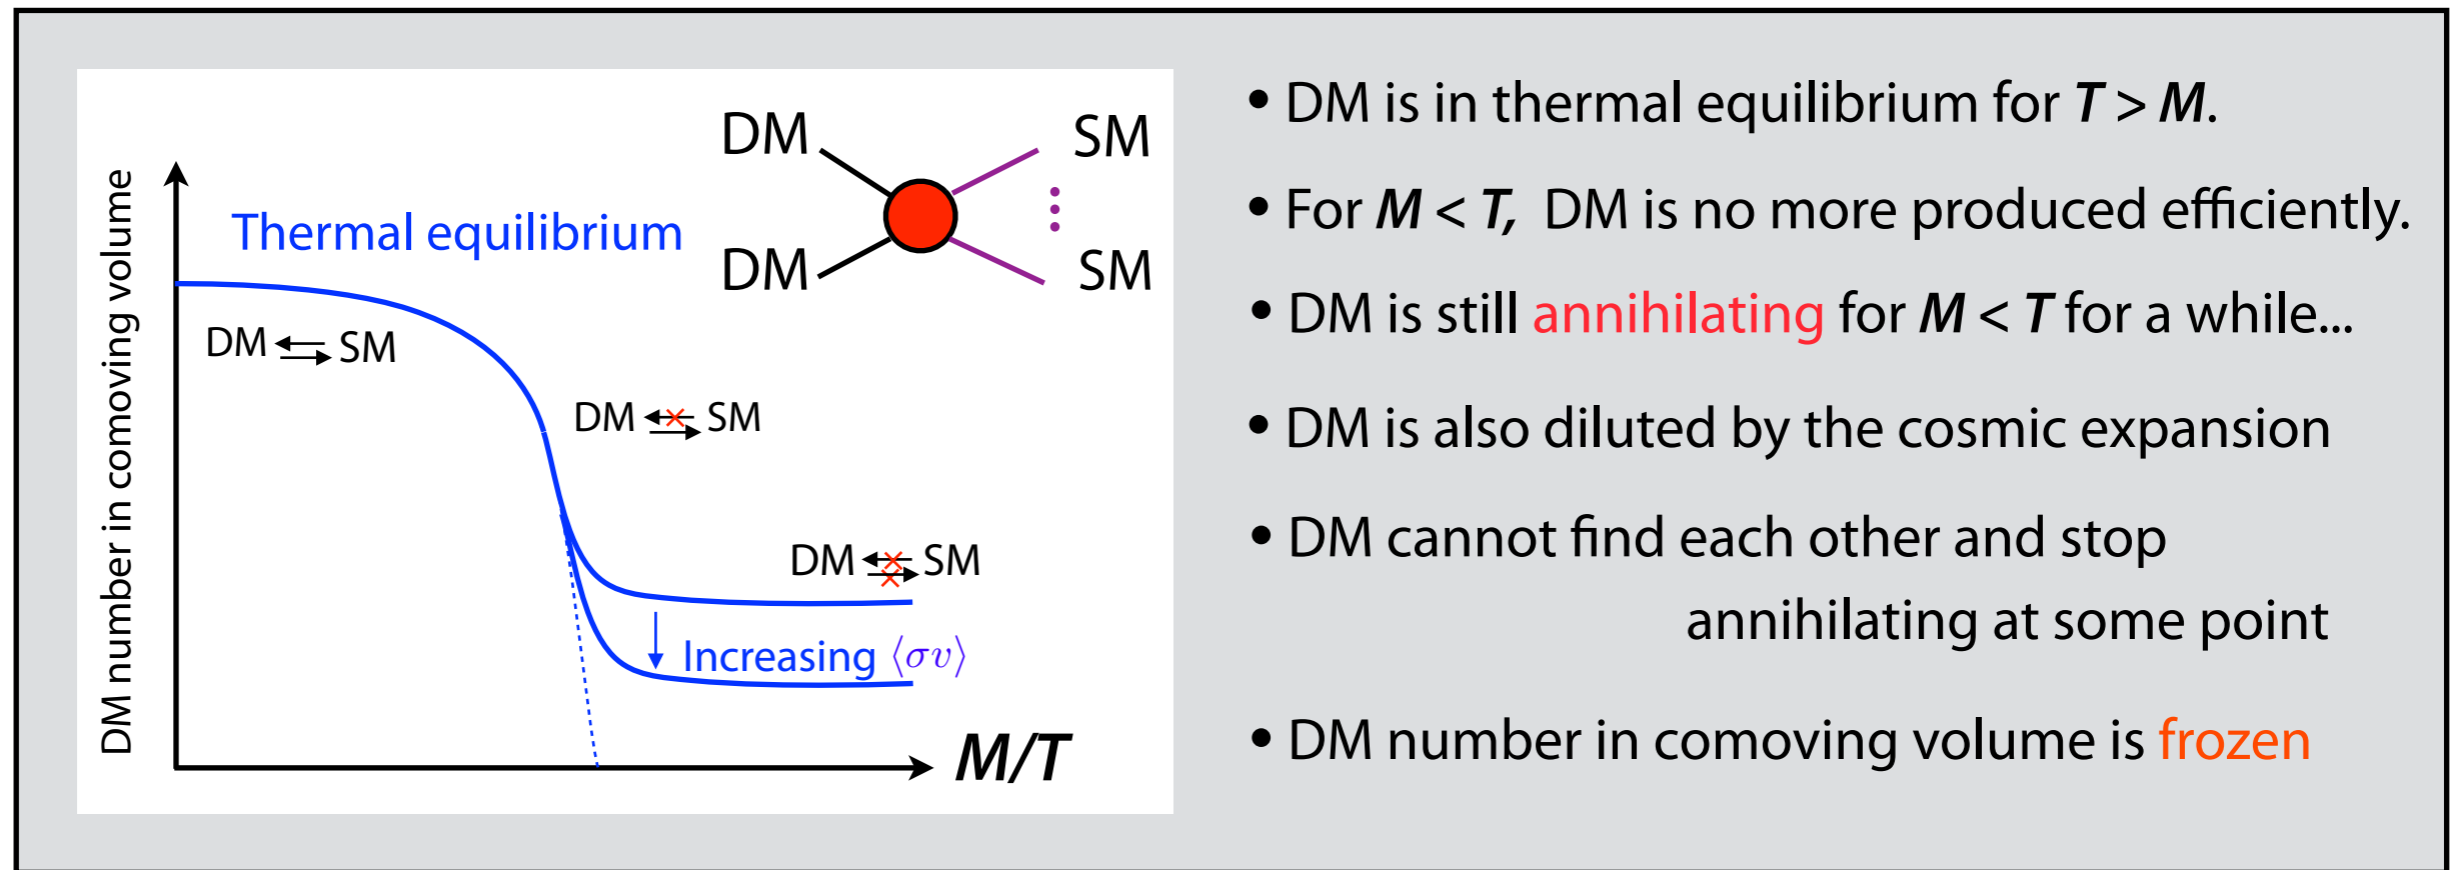 DM number in comoving volume
Thermal equilibrium
DM SM
DM SM
DM SM
DM SM
DM SM
Increasing ⟨σv⟩
M/T
• DM is in thermal equilibrium for T > M.
• For M < T, DM is no more produced efficiently.
• DM is still annihilating for M < T for a while...
• DM is also diluted by the cosmic expansion
• DM cannot find each other and stop
annihilating at some point
• DM number in comoving volume is frozen